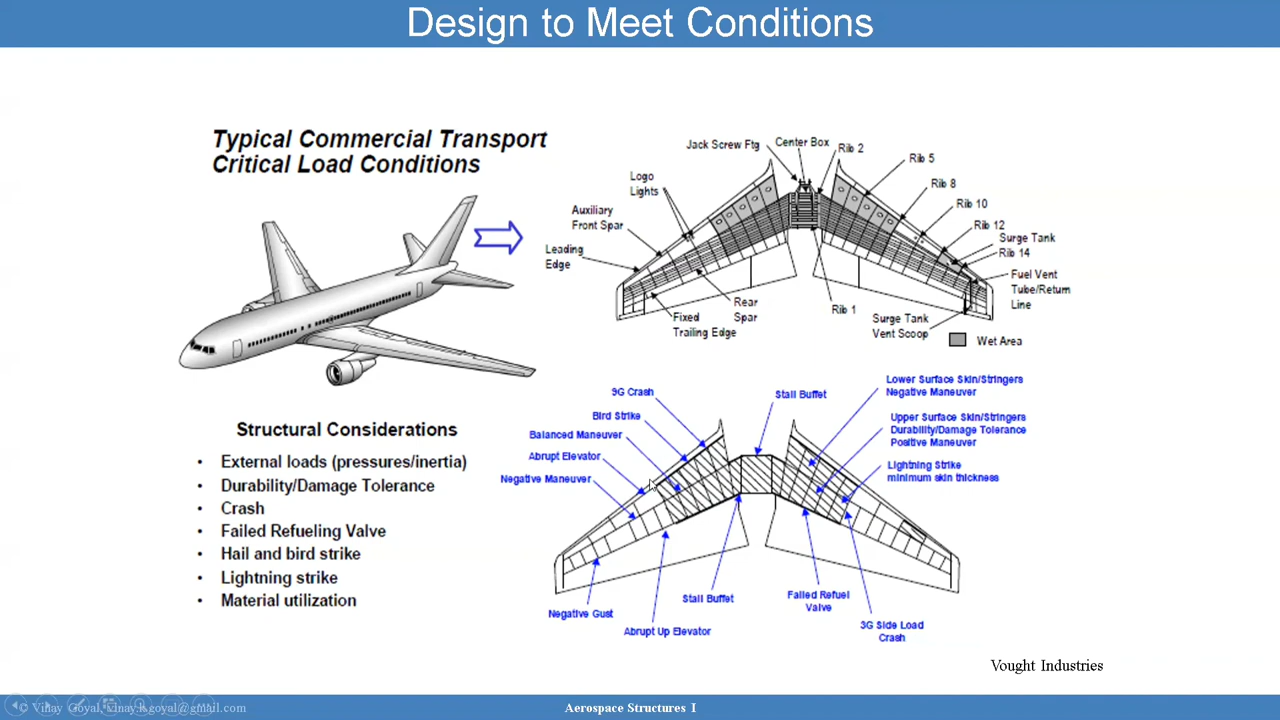 Design to Meet Conditions
Typical Commercial Transport
Critical Load Conditions
Jack Screw Ftg
Center Box
Rib 2
Rib 5
Logo
Lights
Rib 8
Rib 10
Auxiliary
Front Spar
Rib 12
Surge Tank
Rib 14
Leading
Edge
Fuel Vent
Tube/Return
Line
Rear
Spar
Rib 1
Fixed
Trailing Edge
Surge Tank
Vent Scoop
Wet Area
Structural Considerations
• External loads (pressures/inertia)
• Durability/Damage Tolerance
• Crash
• Failed Refueling Valve
• Hail and bird strike
• Lightning strike
• Material utilization
9G Crash
Bird Strike
Balanced Maneuver
Abrupt Elevator
Negative Maneuver
Stall Buffet
Lower Surface Skin/Stringers
Negative Maneuver
Upper Surface Skin/Stringers
Durability/Damage Tolerance
Positive Maneuver
Lightning Strike
minimum skin thickness
Negative Gust
Abrupt Up Elevator
Stall Buffet
Failed Refuel
Valve
3G Side Load
Crash
Vought Industries
© Vinay Goyal, vinay.k.goyal@gmail.com
Aerospace Structures I